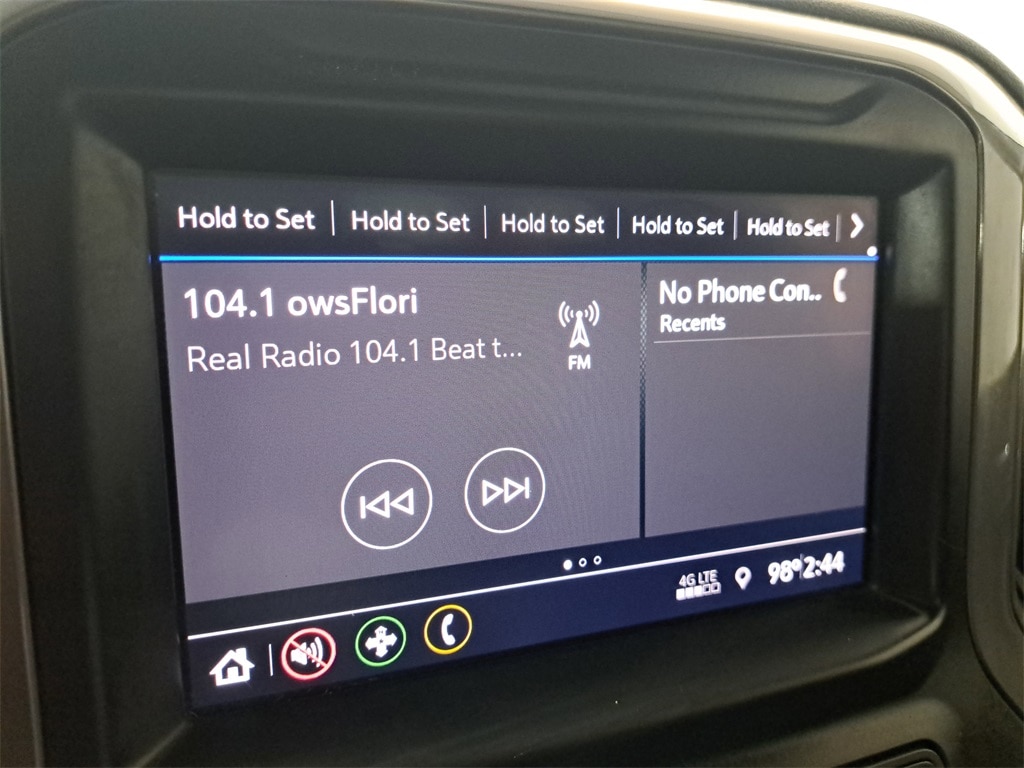 Hold to Set Hold to Set Hold to Set Hold to Set Hold to Set
104.1 owsFlori
Real Radio 104.1 Beat t...
FM
No Phone Con..
Recents
4G LTE
98° 2:44